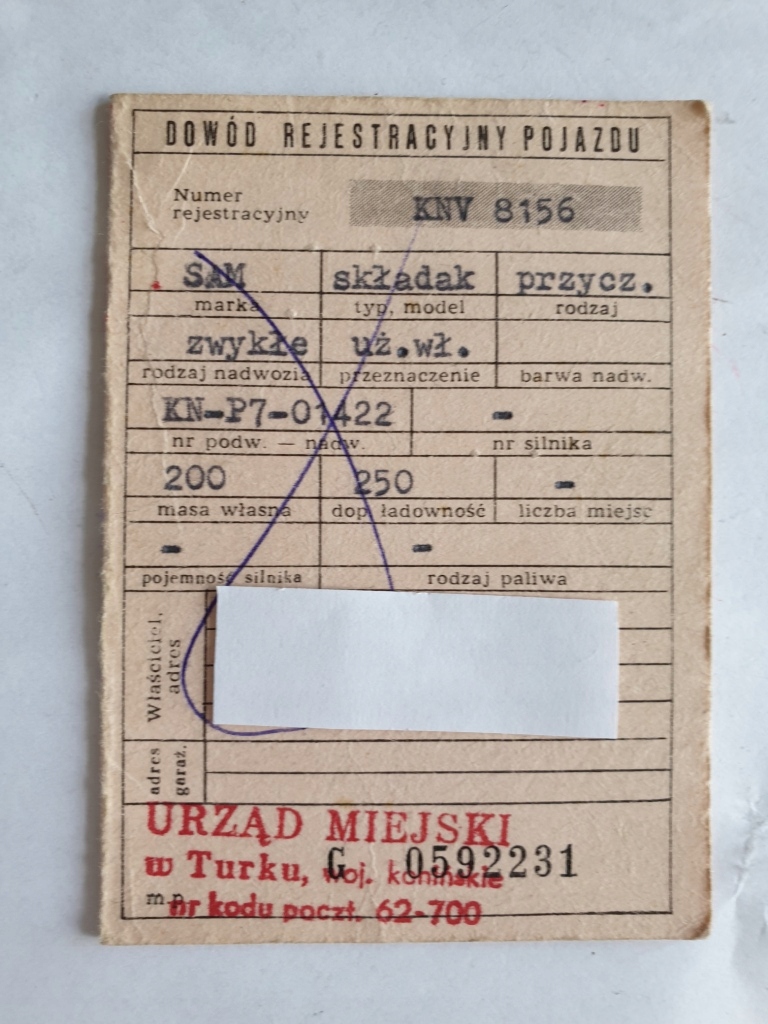 DOWÓD REJESTRACYJNY POJAZDU
Numer
rejestracyjny
KNV 8156
SAM składak przycz.
marka typ, model rodzaj
zwykłe uż.wł.
rodzaj nadwozia przeznaczenie barwa nadw.
KN-P7-01422 -
nr podw. — nadw. nr silnika
200 250 -
masa własna dop. ładowność liczba miejsc
- -
pojemność silnika rodzaj paliwa
Właściciel,
adres
adres
garaż.
URZĄD MIEJSKI
w Turku, woj. konińskie
G 0592231
m.p.
nr kodu poczt. 62-700